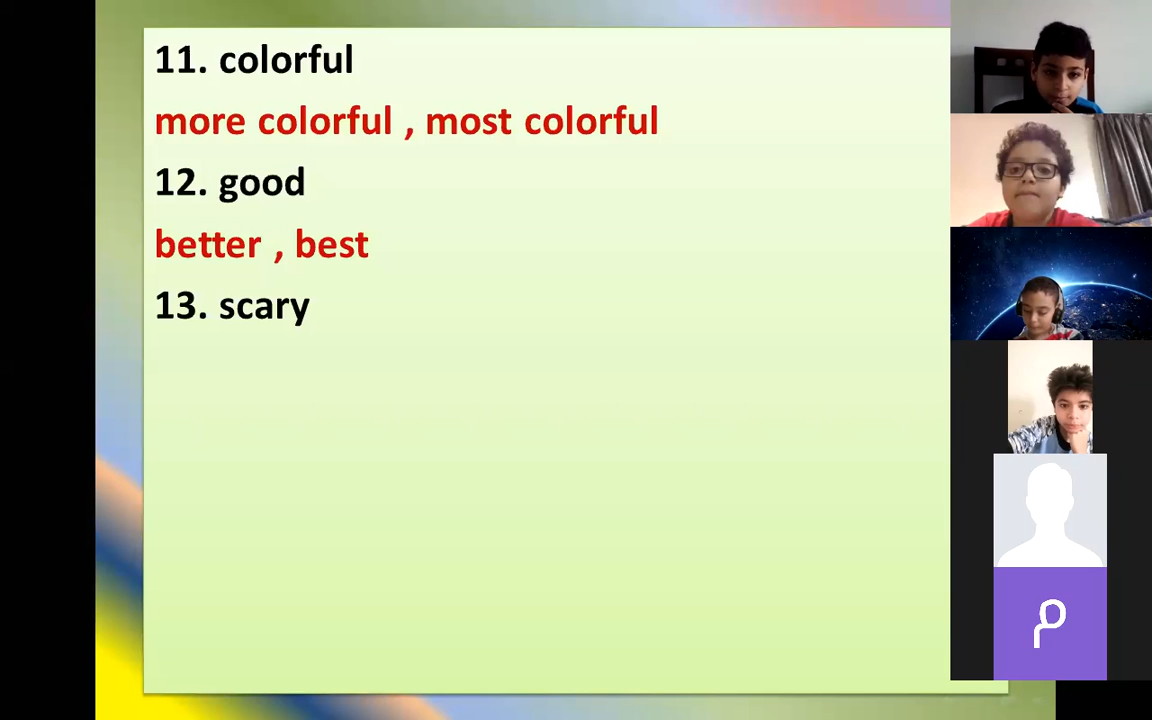 11. colorful
more colorful , most colorful
12. good
better , best
13. scary
م